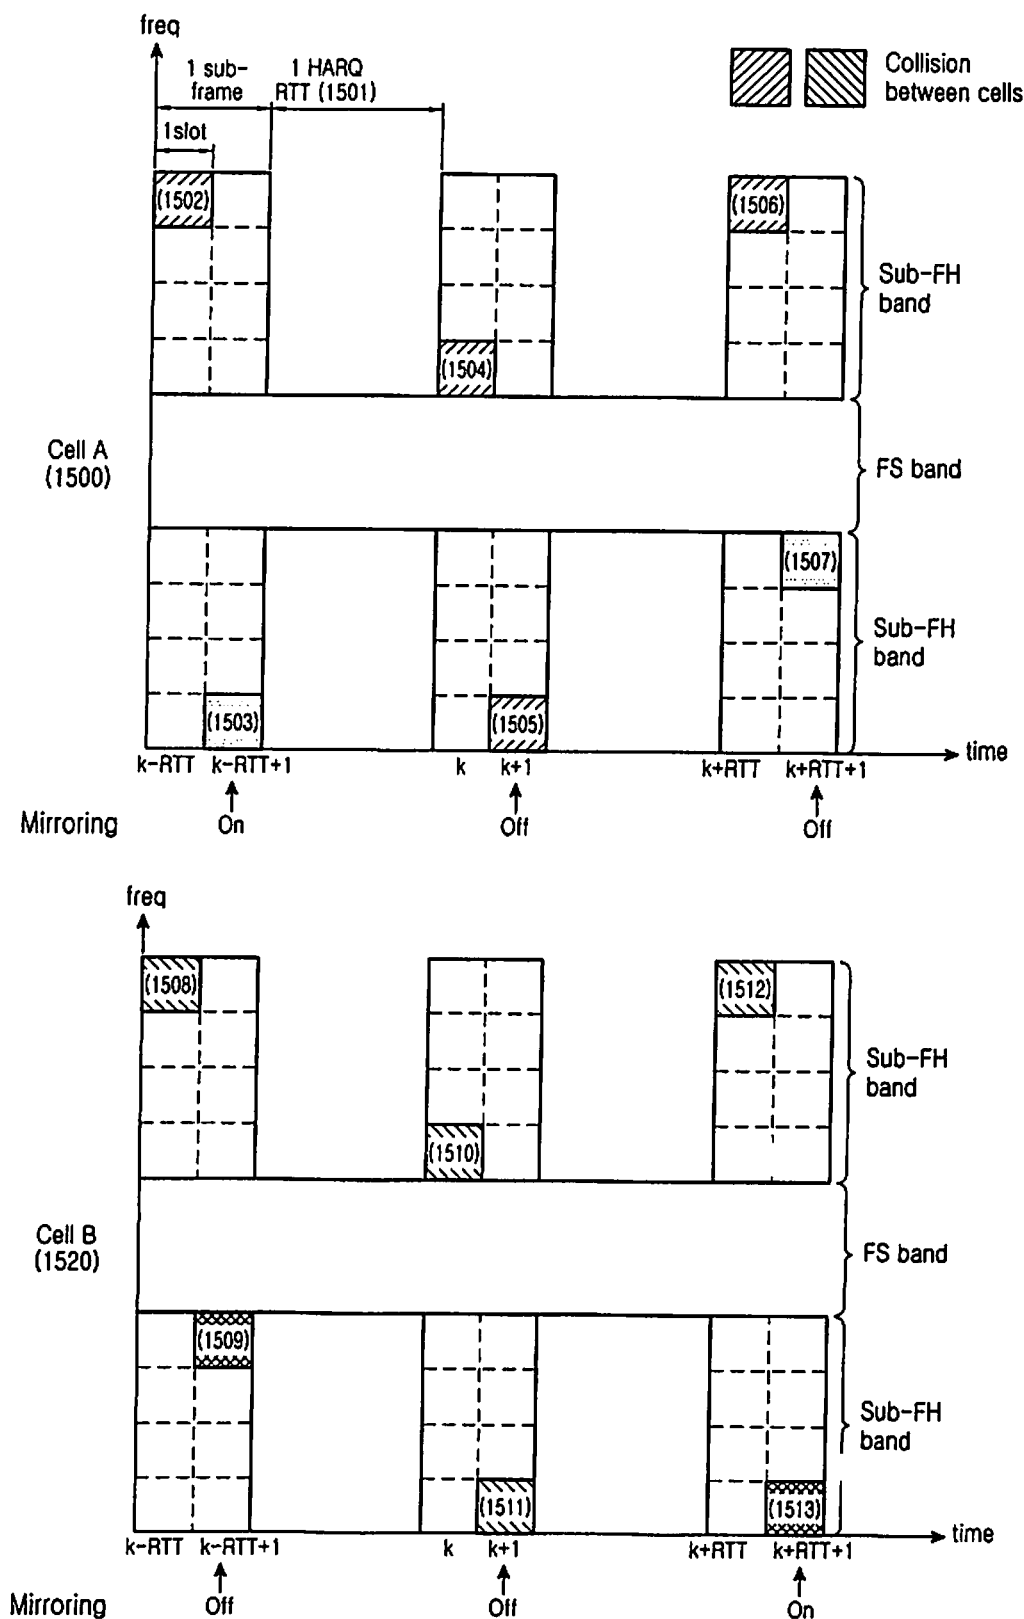 freq
1 sub-
frame
1 HARQ
RTT (1501)
1slot
Collision
between cells
(1502)
(1506)
Sub-FH
band
(1504)
Cell A
(1500)
FS band
(1507)
Sub-FH
band
(1503)
(1505)
time
k-RTT k-RTT+1 k k+1 k+RTT k+RTT+1
Mirroring On Off Off
freq
(1508)
(1512)
Sub-FH
band
(1510)
Cell B
(1520)
FS band
(1509)
Sub-FH
band
(1511)
(1513)
time
k-RTT k-RTT+1 k k+1 k+RTT k+RTT+1
Mirroring Off Off On